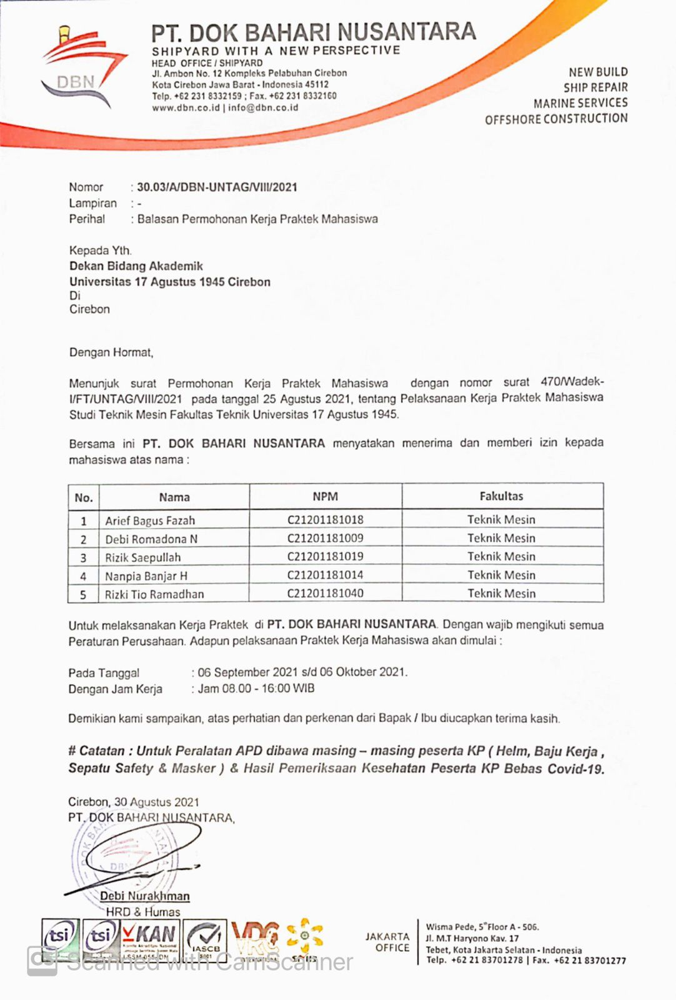 DBN
PT. DOK BAHARI NUSANTARA
SHIPYARD WITH A NEW PERSPECTIVE
HEAD OFFICE / SHIPYARD
Jl. Ambon No. 12 Kompleks Pelabuhan Cirebon
Kota Cirebon Jawa Barat - Indonesia 45112
Telp. +62 231 8332159 ; Fax. +62 231 8332160
www.dbn.co.id | info@dbn.co.id
NEW BUILD
SHIP REPAIR
MARINE SERVICES
OFFSHORE CONSTRUCTION
Nomor : 30.03/A/DBN-UNTAG/VIII/2021
Lampiran : -
Perihal : Balasan Permohonan Kerja Praktek Mahasiswa
Kepada Yth.
Dekan Bidang Akademik
Universitas 17 Agustus 1945 Cirebon
Di
Cirebon
Dengan Hormat,
Menunjuk surat Permohonan Kerja Praktek Mahasiswa dengan nomor surat 470/Wadek-
I/FT/UNTAG/VIII/2021 pada tanggal 25 Agustus 2021, tentang Pelaksanaan Kerja Praktek Mahasiswa
Studi Teknik Mesin Fakultas Teknik Universitas 17 Agustus 1945.
Bersama ini PT. DOK BAHARI NUSANTARA menyatakan menerima dan memberi izin kepada
mahasiswa atas nama :
No. Nama NPM Fakultas
1 Arief Bagus Fazah C21201181018 Teknik Mesin
2 Debi Romadona N C21201181009 Teknik Mesin
3 Rizik Saepullah C21201181019 Teknik Mesin
4 Nanpia Banjar H C21201181014 Teknik Mesin
5 Rizki Tio Ramadhan C21201181040 Teknik Mesin
Untuk melaksanakan Kerja Praktek di PT. DOK BAHARI NUSANTARA. Dengan wajib mengikuti semua
Peraturan Perusahaan. Adapun pelaksanaan Praktek Kerja Mahasiswa akan dimulai :
Pada Tanggal : 06 September 2021 s/d 06 Oktober 2021.
Dengan Jam Kerja : Jam 08.00 - 16:00 WIB
Demikian kami sampaikan, atas perhatian dan perkenan dari Bapak / Ibu diucapkan terima kasih.
# Catatan : Untuk Peralatan APD dibawa masing – masing peserta KP ( Helm, Baju Kerja ,
Sepatu Safety & Masker ) & Hasil Pemeriksaan Kesehatan Peserta KP Bebas Covid-19.
Cirebon, 30 Agustus 2021
PT. DOK BAHARI NUSANTARA,
DBN
Debi Nurakhman
HRD & Humas
tsi
tsi
KAN
Komite Akreditasi Nasional
LSSM-055-IDN
IASCB
VRC
INTERNATIONAL
CS Scanned with CamScanner
JAKARTA
OFFICE
Wisma Pede, 5th Floor A - 506.
Jl. M.T Haryono Kav. 17
Tebet, Kota Jakarta Selatan - Indonesia
Telp. +62 21 83701278 | Fax. +62 21 83701277